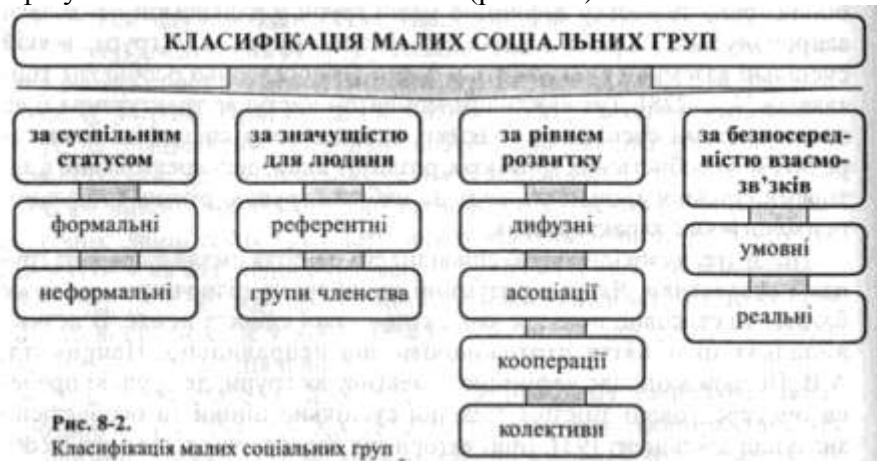 КЛАСИФІКАЦІЯ МАЛИХ СОЦІАЛЬНИХ ГРУП
за суспільним
статусом
формальні
неформальні
за значущістю
для людини
референтні
групи членства
за рівнем
розвитку
дифузні
асоціації
кооперації
колективи
за безпосеред-
ністю взаємо-
зв’язків
умовні
реальні
Рис. 8-2.
Класифікація малих соціальних груп